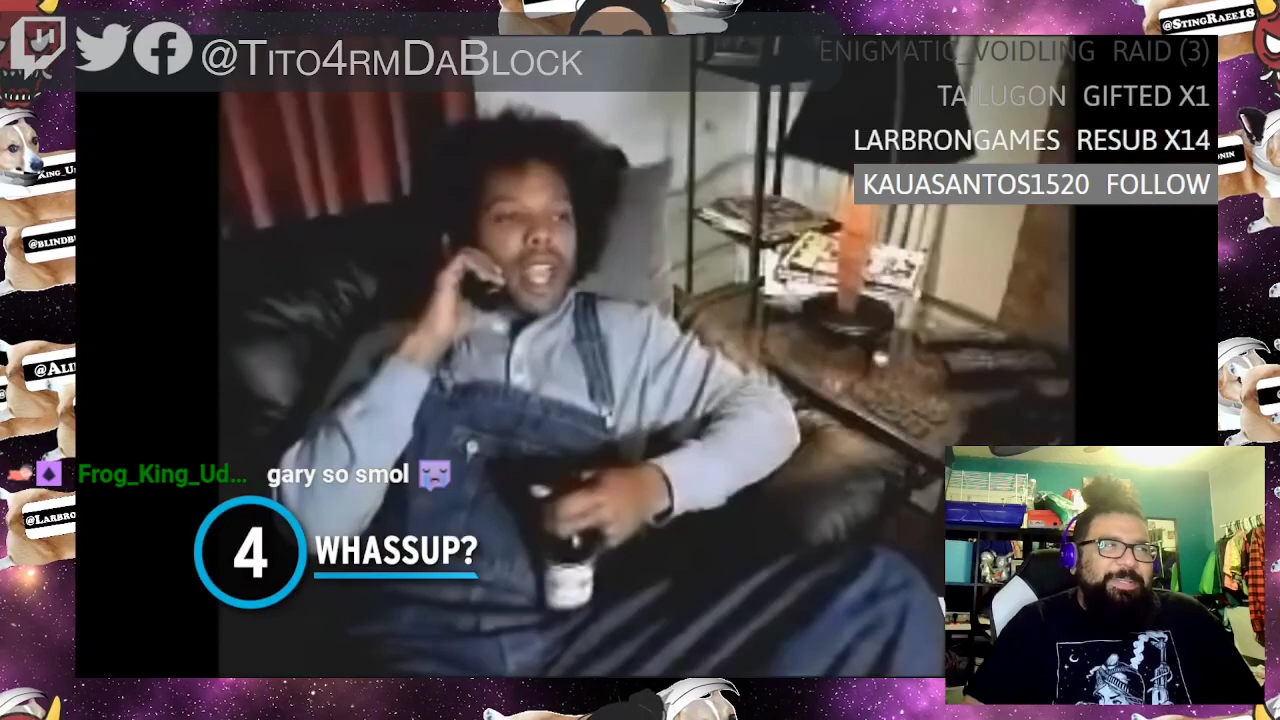 @Tito4rmDaBlock
ENIGMATIC_VOIDLING RAID (3)
TAILUGON GIFTED X1
LARBRONGAMES RESUB X14
KAUASANTOS1520 FOLLOW
@StingRaee18
Frog_King_Ud... gary so smol
4 WHASSUP?